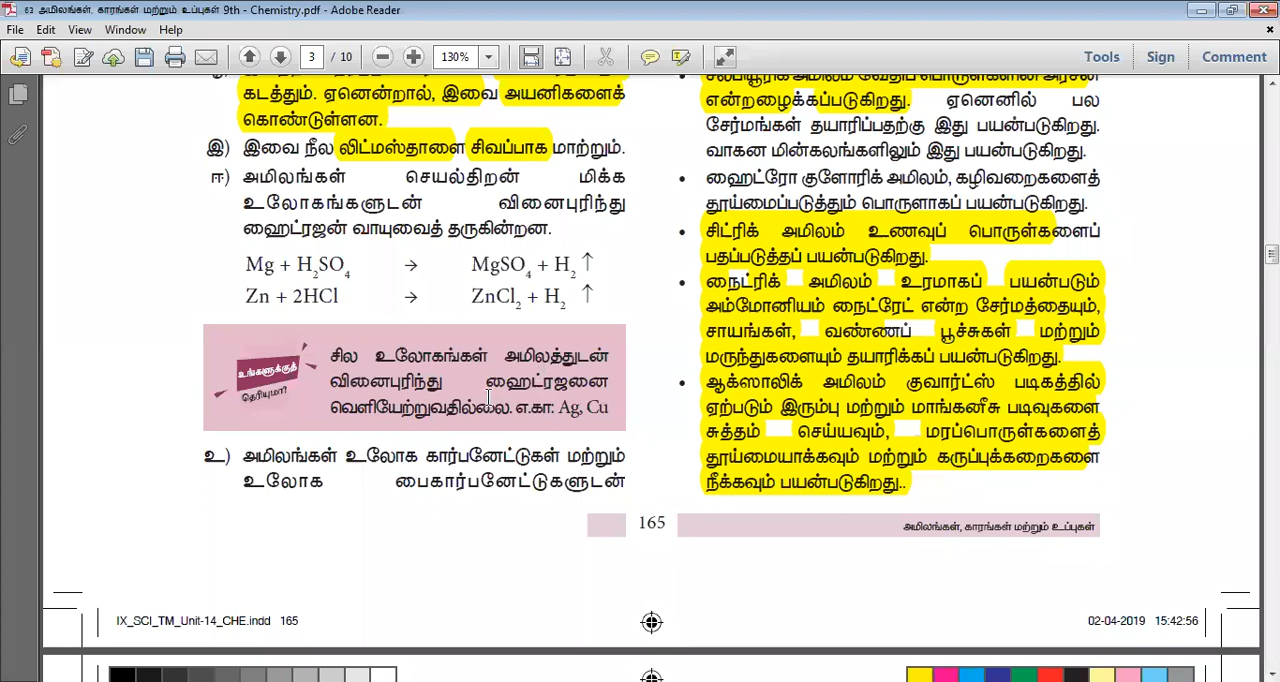 63 அமிலங்கள், காரங்கள் மற்றும் உப்புகள் 9th - Chemistry.pdf - Adobe Reader
File Edit View Window Help
3 / 10 130% Tools Sign Comment
கடத்தும். ஏனென்றால், இவை அயனிகளைக்
கொண்டுள்ளன.
இ) இவை நீல லிட்மஸ்தாளை சிவப்பாக மாற்றும்.
ஈ) அமிலங்கள் செயல்திறன் மிக்க
உலோகங்களுடன் வினைபுரிந்து
ஹைட்ரஜன் வாயுவைத் தருகின்றன.
Mg + H₂SO₄ → MgSO₄ + H₂ ↑
Zn + 2HCl → ZnCl₂ + H₂ ↑
உங்களுக்குத்
தெரியுமா?
சில உலோகங்கள் அமிலத்துடன்
வினைபுரிந்து ஹைட்ரஜனை
வெளியேற்றுவதில்லை. எ.கா: Ag, Cu
உ) அமிலங்கள் உலோக கார்பனேட்டுகள் மற்றும்
உலோக பைகார்பனேட்டுகளுடன்
சல்பியூரிக் அமிலம் வேதிப் பொருள்களின் அரசன்
என்றழைக்கப்படுகிறது. ஏனெனில் பல
சேர்மங்கள் தயாரிப்பதற்கு இது பயன்படுகிறது.
வாகன மின்கலங்களிலும் இது பயன்படுகிறது.
• ஹைட்ரோ குளோரிக் அமிலம், கழிவறைகளைத்
தூய்மைப்படுத்தும் பொருளாகப் பயன்படுகிறது.
• சிட்ரிக் அமிலம் உணவுப் பொருள்களைப்
பதப்படுத்தப் பயன்படுகிறது.
• நைட்ரிக் அமிலம் உரமாகப் பயன்படும்
அம்மோனியம் நைட்ரேட் என்ற சேர்மத்தையும்,
சாயங்கள், வண்ணப் பூச்சுகள் மற்றும்
மருந்துகளையும் தயாரிக்கப் பயன்படுகிறது.
• ஆக்ஸாலிக் அமிலம் குவார்ட்ஸ் படிகத்தில்
ஏற்படும் இரும்பு மற்றும் மாங்கனீசு படிவுகளை
சுத்தம் செய்யவும், மரப்பொருள்களைத்
தூய்மையாக்கவும் மற்றும் கருப்புக்கறைகளை
நீக்கவும் பயன்படுகிறது..
165 அமிலங்கள், காரங்கள் மற்றும் உப்புகள்
IX_SCI_TM_Unit-14_CHE.indd 165 02-04-2019 15:42:56